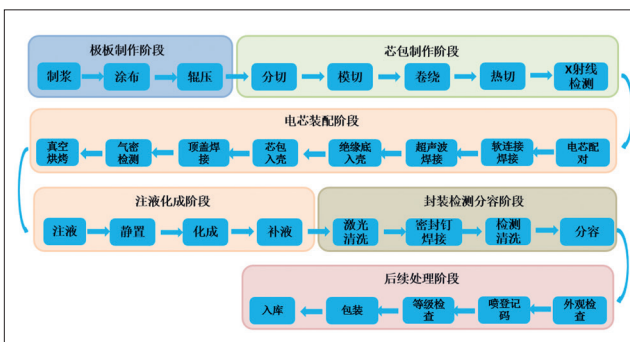 极板制作阶段
制浆
涂布
辊压
芯包制作阶段
分切
模切
卷绕
热切
X射线
检测
电芯装配阶段
真空
烘烤
气密
检测
顶盖焊
接
芯包
入壳
绝缘底
入壳
超声波
焊接
软连接
焊接
电芯配
对
注液化成阶段
注液
静置
化成
补液
封装检测分容阶段
激光
清洗
密封钉
焊接
检测
清洗
分容
后续处理阶段
入库
包装
等级检
查
喷登记
码
外观检
查